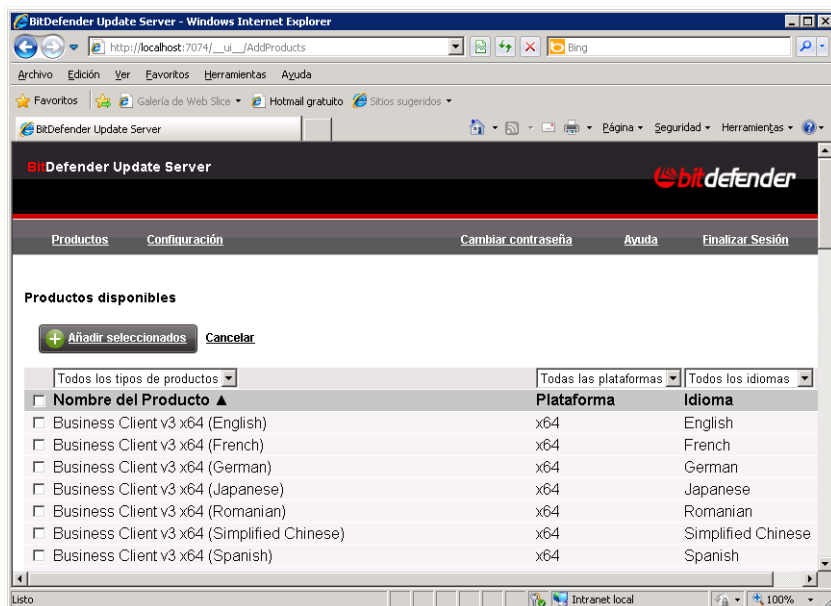 BitDefender Update Server - Windows Internet Explorer
http://localhost:7074/__ui__/AddProducts
Bing
Archivo Edición Ver Favoritos Herramientas Ayuda
Favoritos Galería de Web Slice Hotmail gratuito Sitios sugeridos
BitDefender Update Server Página Seguridad Herramientas
BitDefender Update Server
bitdefender
Productos Configuración Cambiar contraseña Ayuda Finalizar Sesión
Productos disponibles
Añadir seleccionados Cancelar
Todos los tipos de productos Todas las plataformas Todos los idiomas
Nombre del Producto ▲ Plataforma Idioma
Business Client v3 x64 (English) x64 English
Business Client v3 x64 (French) x64 French
Business Client v3 x64 (German) x64 German
Business Client v3 x64 (Japanese) x64 Japanese
Business Client v3 x64 (Romanian) x64 Romanian
Business Client v3 x64 (Simplified Chinese) x64 Simplified Chinese
Business Client v3 x64 (Spanish) x64 Spanish
Listo Intranet local 100%